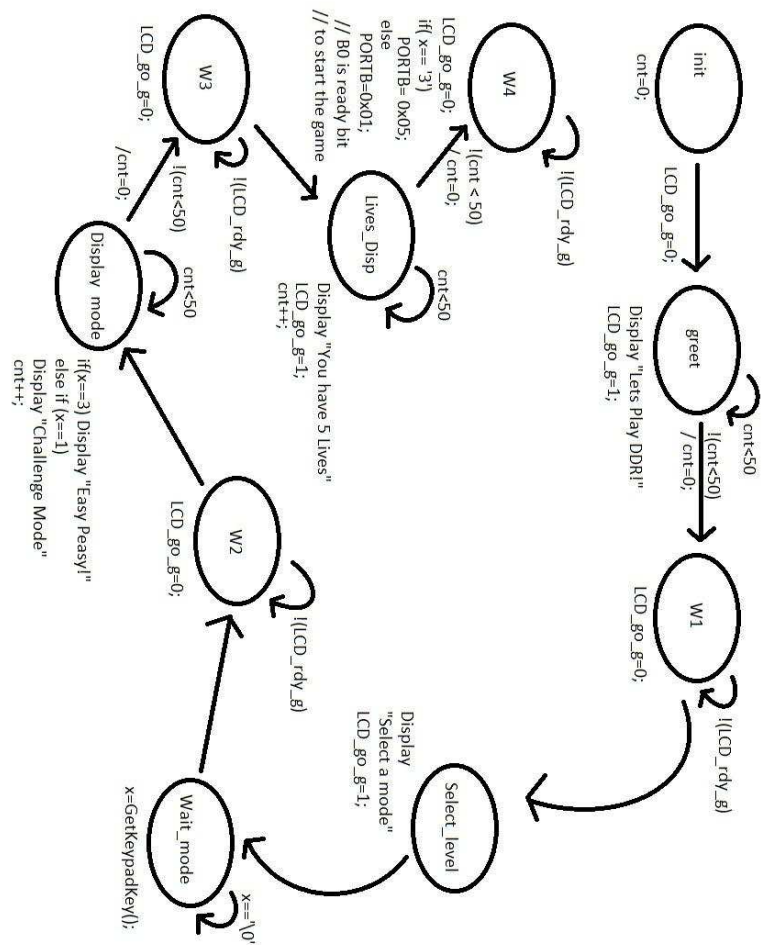 init
cnt=0;
LCD_go_g=0;
greet
Display "Lets Play DDR!"
LCD_go_g=1;
cnt<50
!(cnt<50)
/ cnt=0;
W1
LCD_go_g=0;
!(LCD_rdy_g)
Select_level
Display
"Select a mode"
LCD_go_g=1;
Wait_mode
x=GetKeypadKey();
x=='\0'
W2
LCD_go_g=0;
!(LCD_rdy_g)
Display_mode
if(x==3) Display "Easy Peasy!"
else if (x==1)
Display "Challenge Mode"
cnt++;
cnt<50
!(cnt<50)
/cnt=0;
W3
LCD_go_g=0;
!(LCD_rdy_g)
Lives_Disp
Display "You have 5 Lives"
LCD_go_g=1;
cnt++;
cnt<50
!(cnt < 50)
/ cnt=0;
W4
LCD_go_g=0;
if( x== '3')
PORTB= 0x05;
else
PORTB=0x01;
// B0 is ready bit
// to start the game
!(LCD_rdy_g)